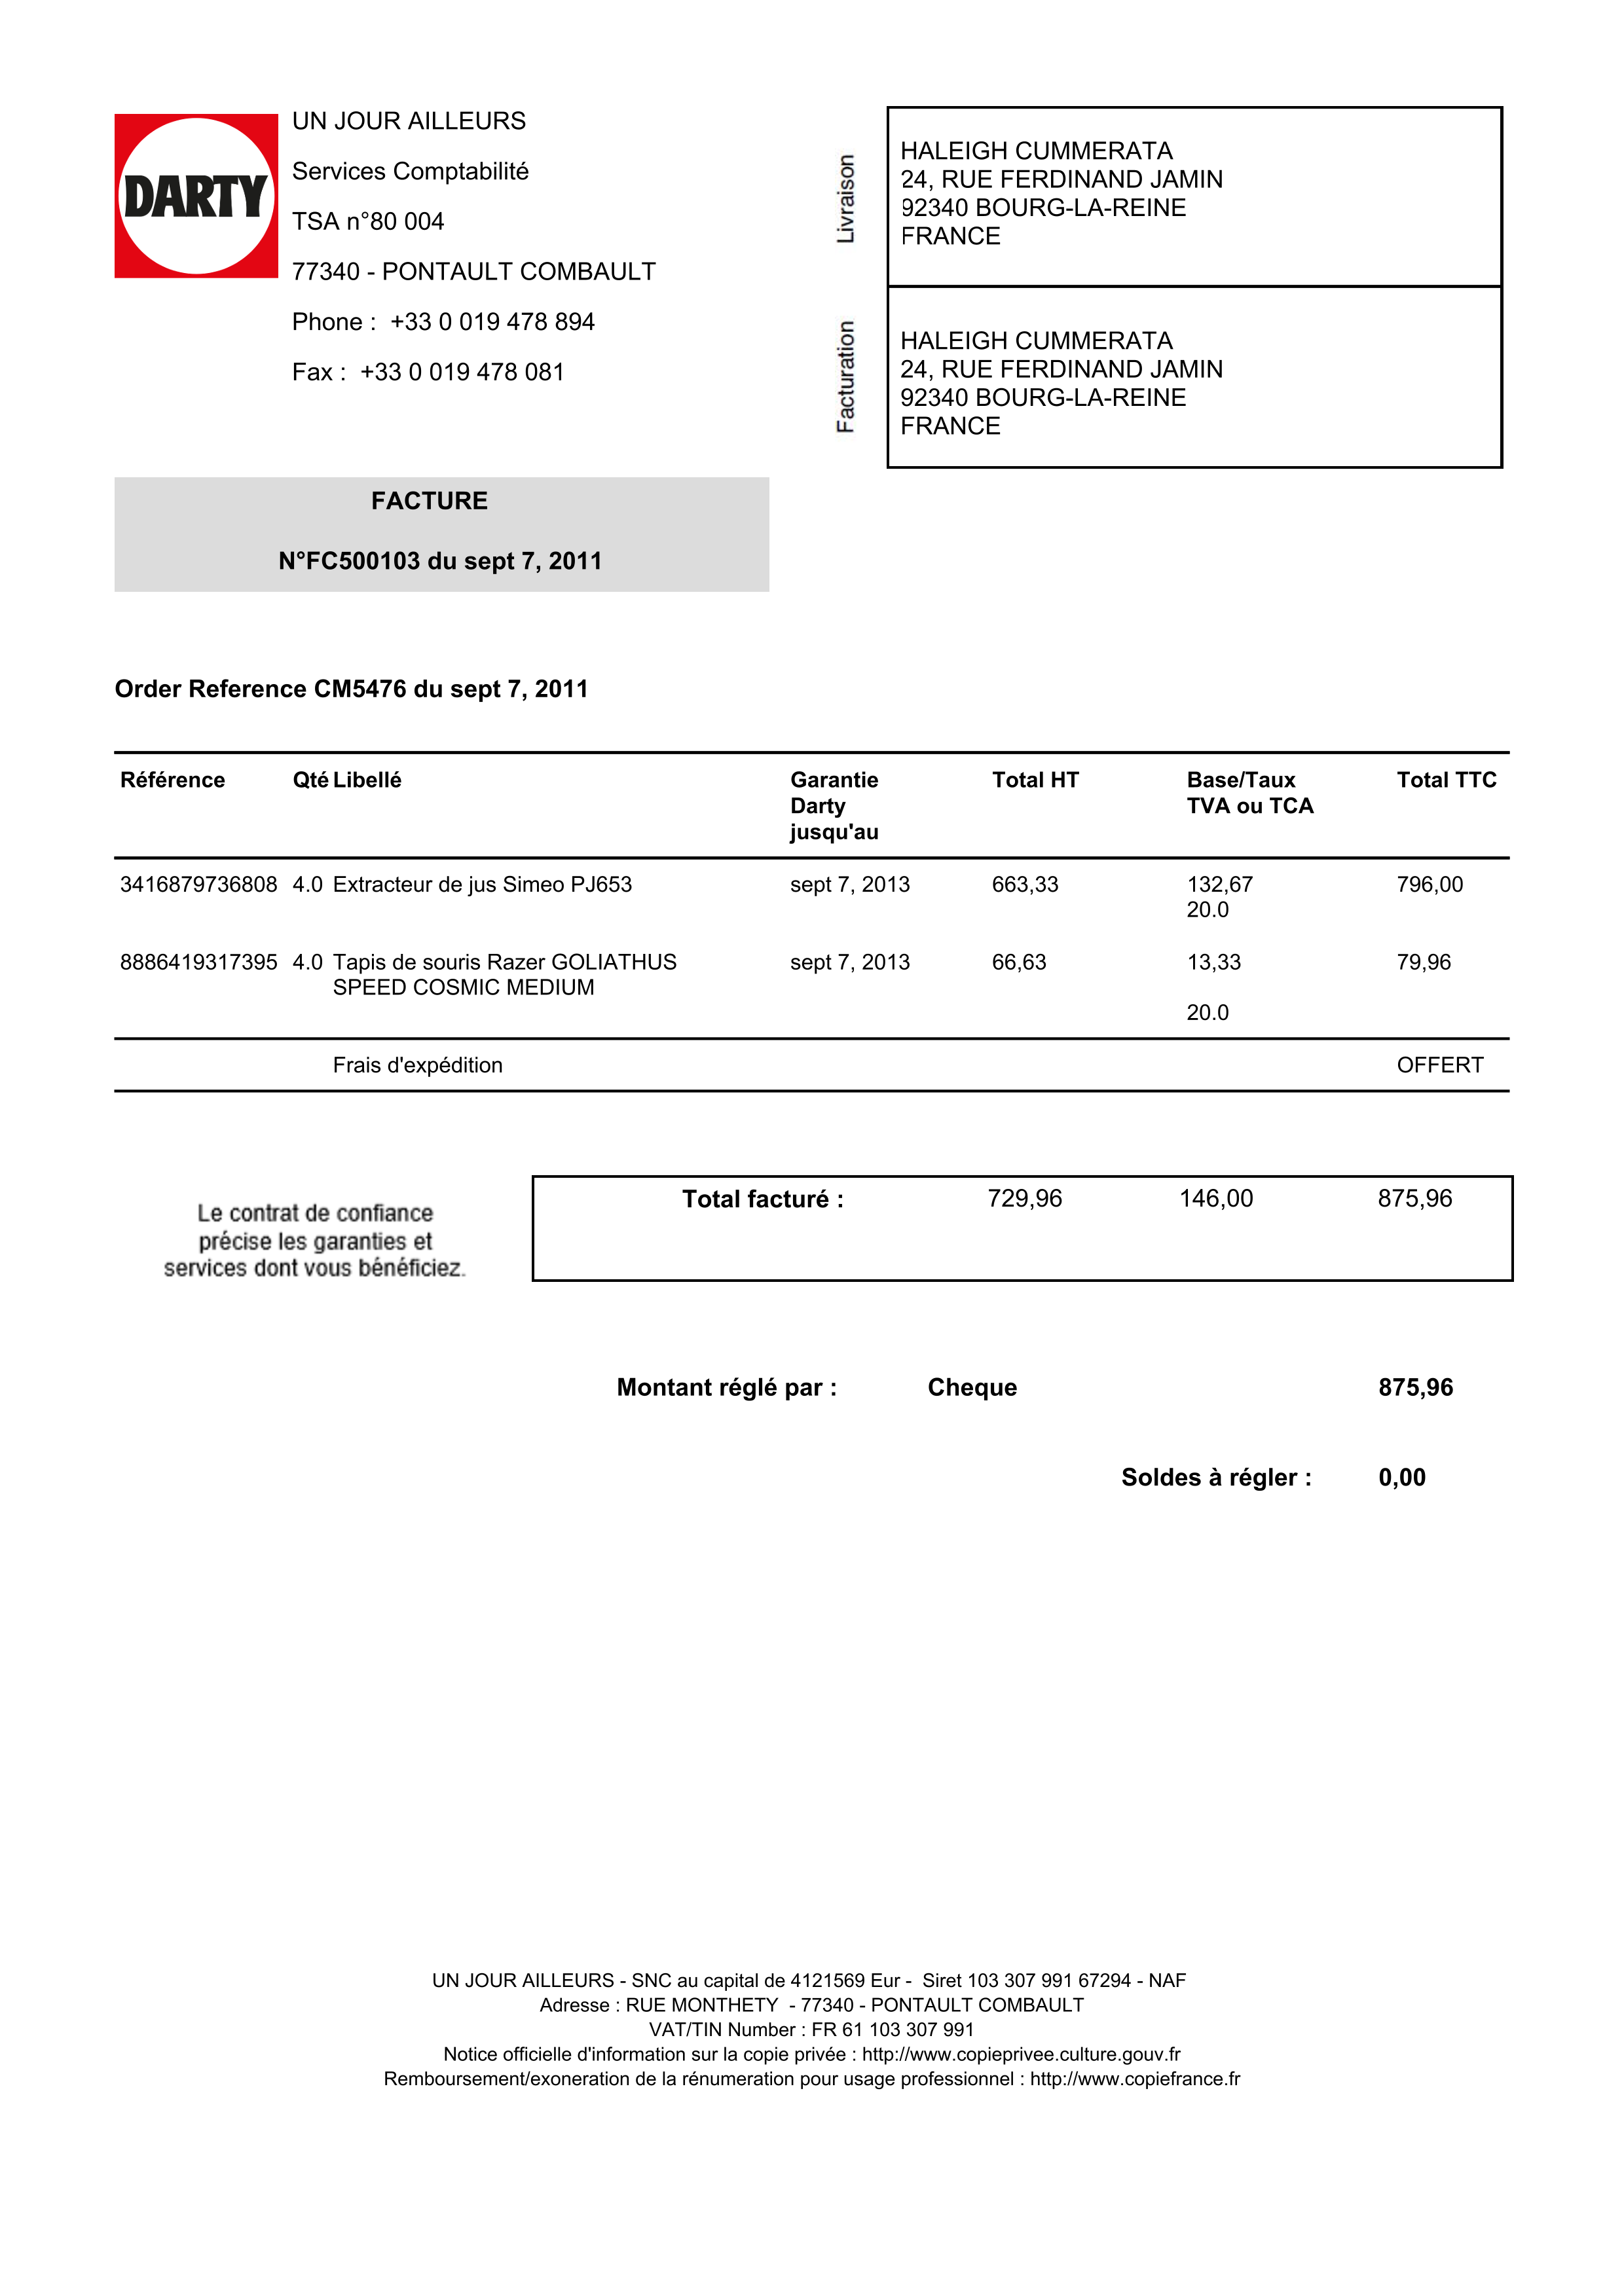 DARTY
UN JOUR AILLEURS
Services Comptabilité
TSA n°80 004
77340 - PONTAULT COMBAULT
Phone :  +33 0 019 478 894
Fax :  +33 0 019 478 081
Livraison
HALEIGH CUMMERATA
24, RUE FERDINAND JAMIN
92340 BOURG-LA-REINE
FRANCE
Facturation
HALEIGH CUMMERATA
24, RUE FERDINAND JAMIN
92340 BOURG-LA-REINE
FRANCE
FACTURE
N°FC500103 du sept 7, 2011
Order Reference CM5476 du sept 7, 2011
Référence Qté Libellé Garantie Total HT Base/Taux Total TTC
Darty TVA ou TCA
jusqu'au
3416879736808 4.0 Extracteur de jus Simeo PJ653 sept 7, 2013 663,33 132,67 796,00
20.0
8886419317395 4.0 Tapis de souris Razer GOLIATHUS sept 7, 2013 66,63 13,33 79,96
SPEED COSMIC MEDIUM
20.0
Frais d'expédition OFFERT
Total facturé : 729,96 146,00 875,96
Le contrat de confiance
précise les garanties et
services dont vous bénéficiez.
Montant réglé par : Cheque 875,96
Soldes à régler : 0,00
UN JOUR AILLEURS - SNC au capital de 4121569 Eur -  Siret 103 307 991 67294 - NAF
Adresse : RUE MONTHETY  - 77340 - PONTAULT COMBAULT
VAT/TIN Number : FR 61 103 307 991
Notice officielle d'information sur la copie privée : http://www.copieprivee.culture.gouv.fr
Remboursement/exoneration de la rénumeration pour usage professionnel : http://www.copiefrance.fr